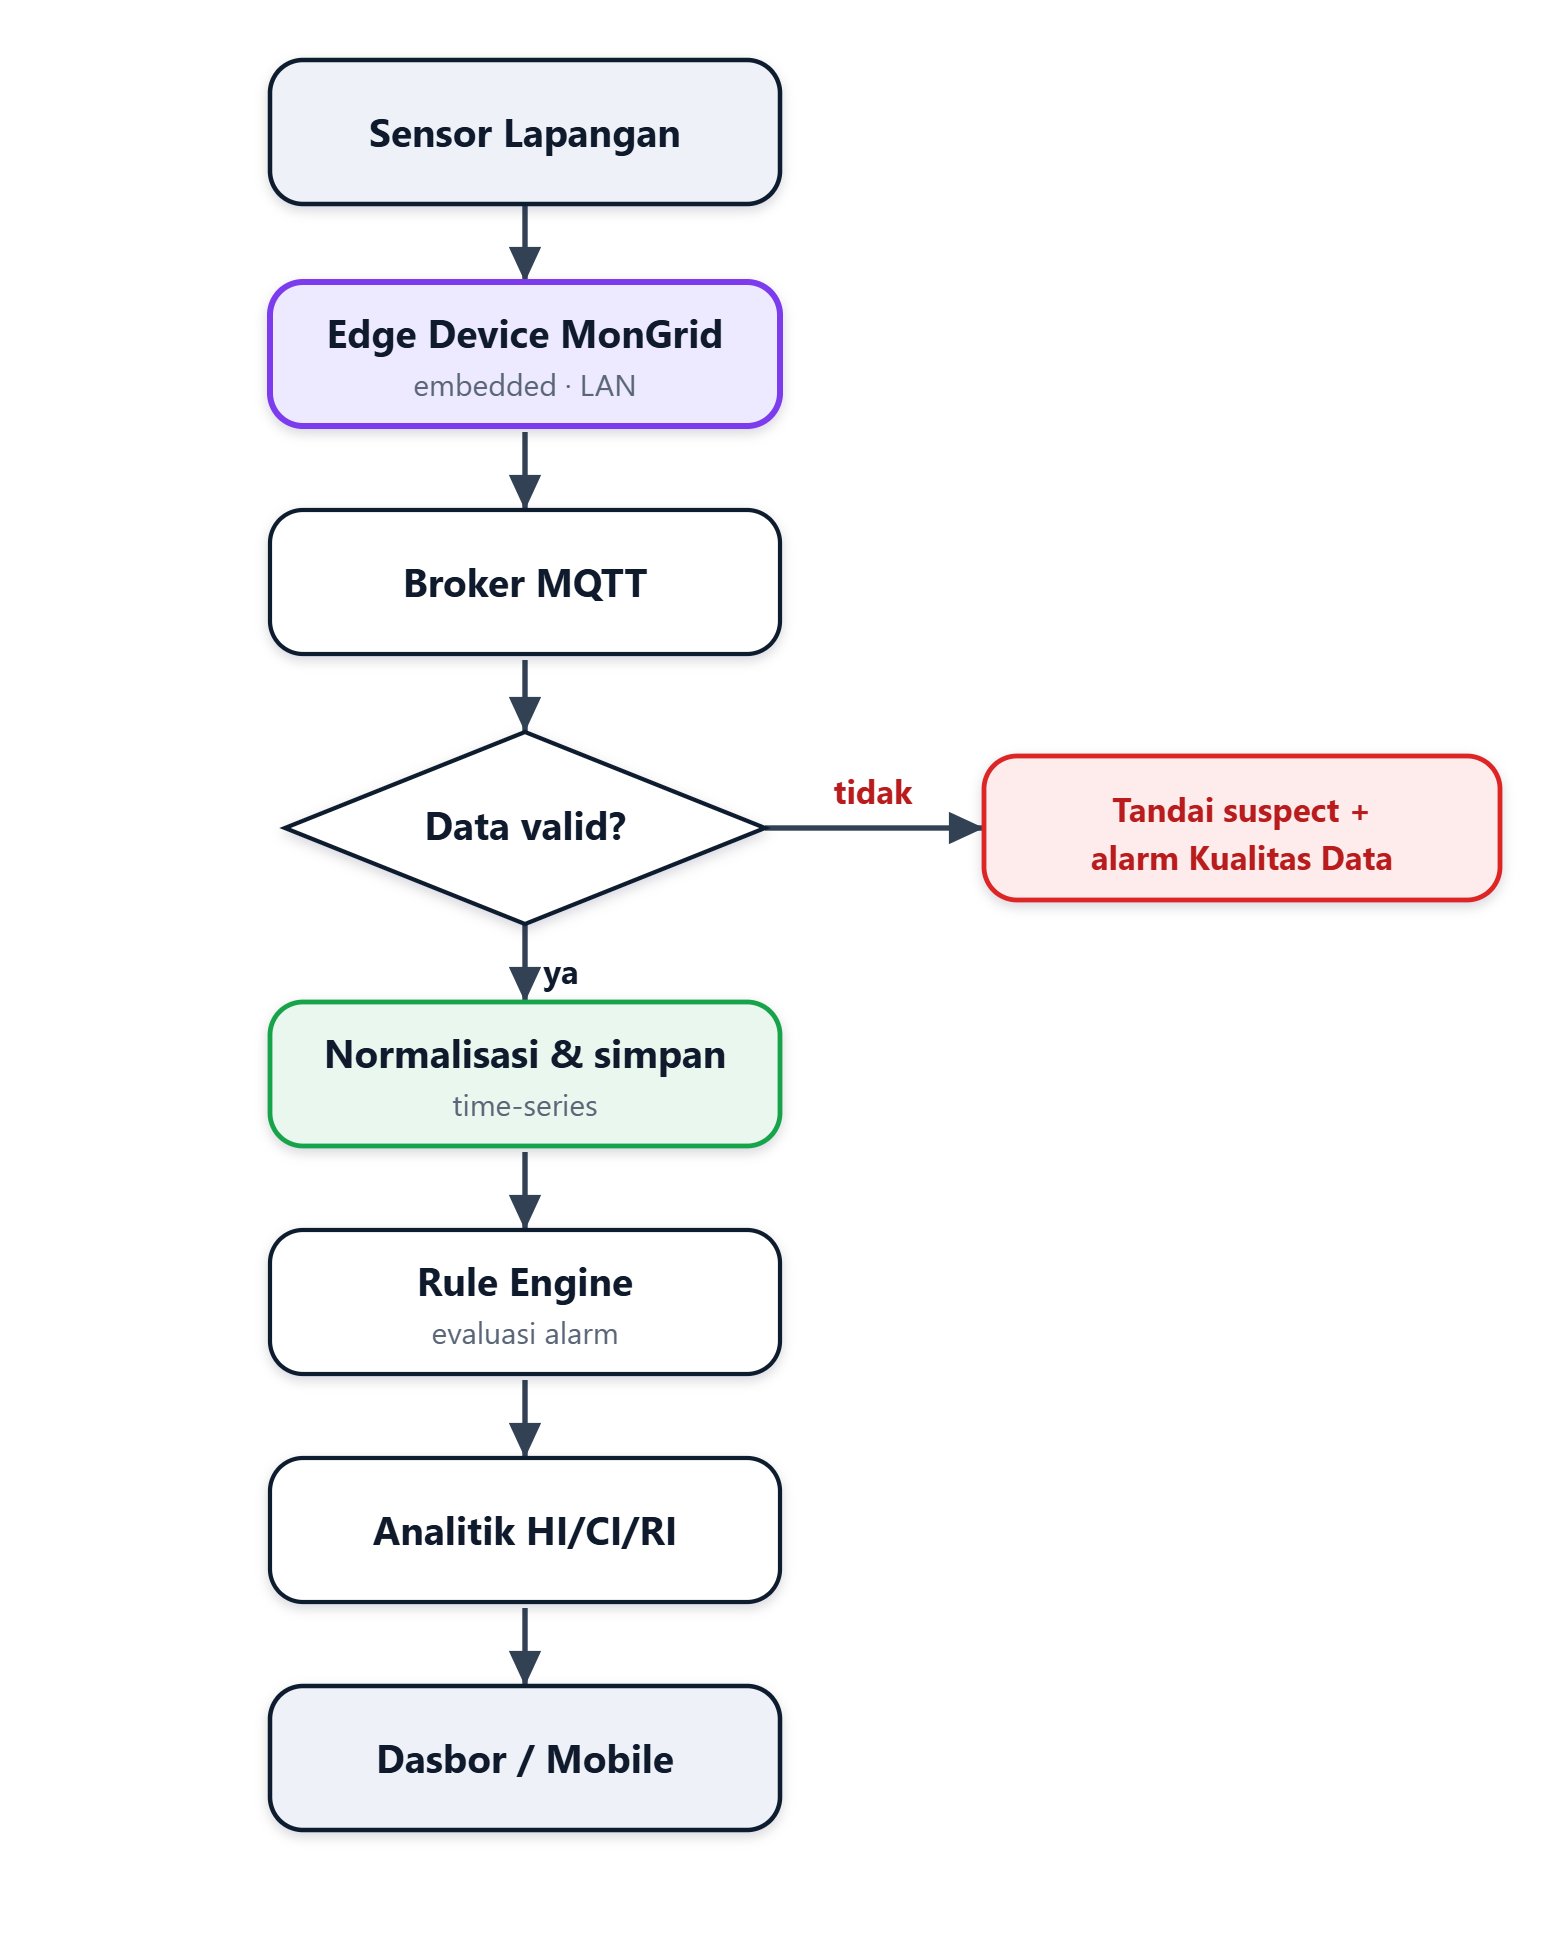 Sensor Lapangan
Edge Device MonGrid
embedded · LAN
Broker MQTT
Data valid?
tidak
Tandai suspect +
alarm Kualitas Data
ya
Normalisasi & simpan
time-series
Rule Engine
evaluasi alarm
Analitik HI/CI/RI
Dasbor / Mobile